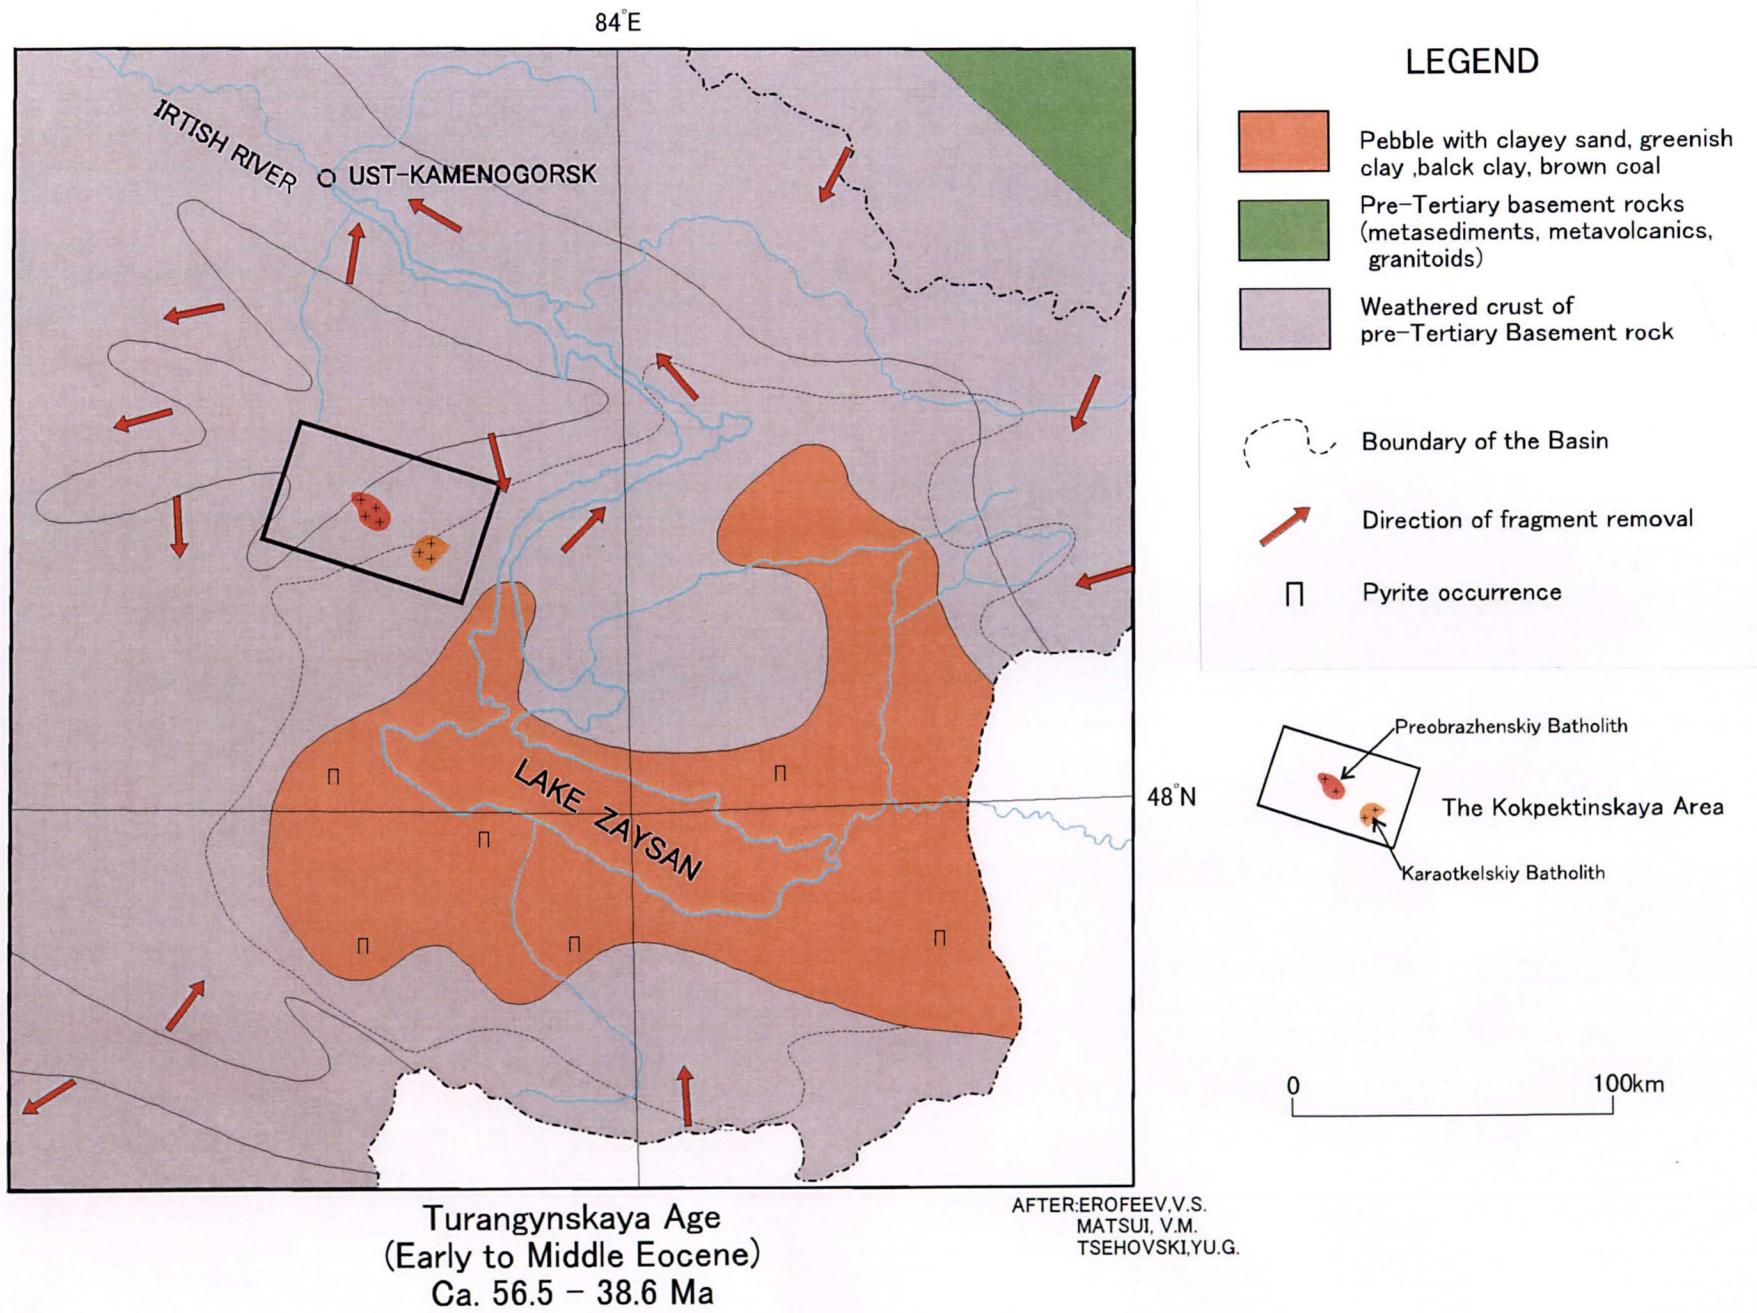 84°E
IRTISH RIVER
UST-KAMENOGORSK
LAKE ZAYSAN
48°N
LEGEND
Pebble with clayey sand, greenish
clay ,balck clay, brown coal
Pre-Tertiary basement rocks
(metasediments, metavolcanics,
granitoids)
Weathered crust of
pre-Tertiary Basement rock
Boundary of the Basin
Direction of fragment removal
Π Pyrite occurrence
Π
Π
Π
Π
Π
Π
Preobrazhenskiy Batholith
The Kokpektinskaya Area
Karaotkelskiy Batholith
0 100km
Turangynskaya Age
(Early to Middle Eocene)
Ca. 56.5 - 38.6 Ma
AFTER:EROFEEV,V.S.
MATSUI, V.M.
TSEHOVSKI,YU.G.